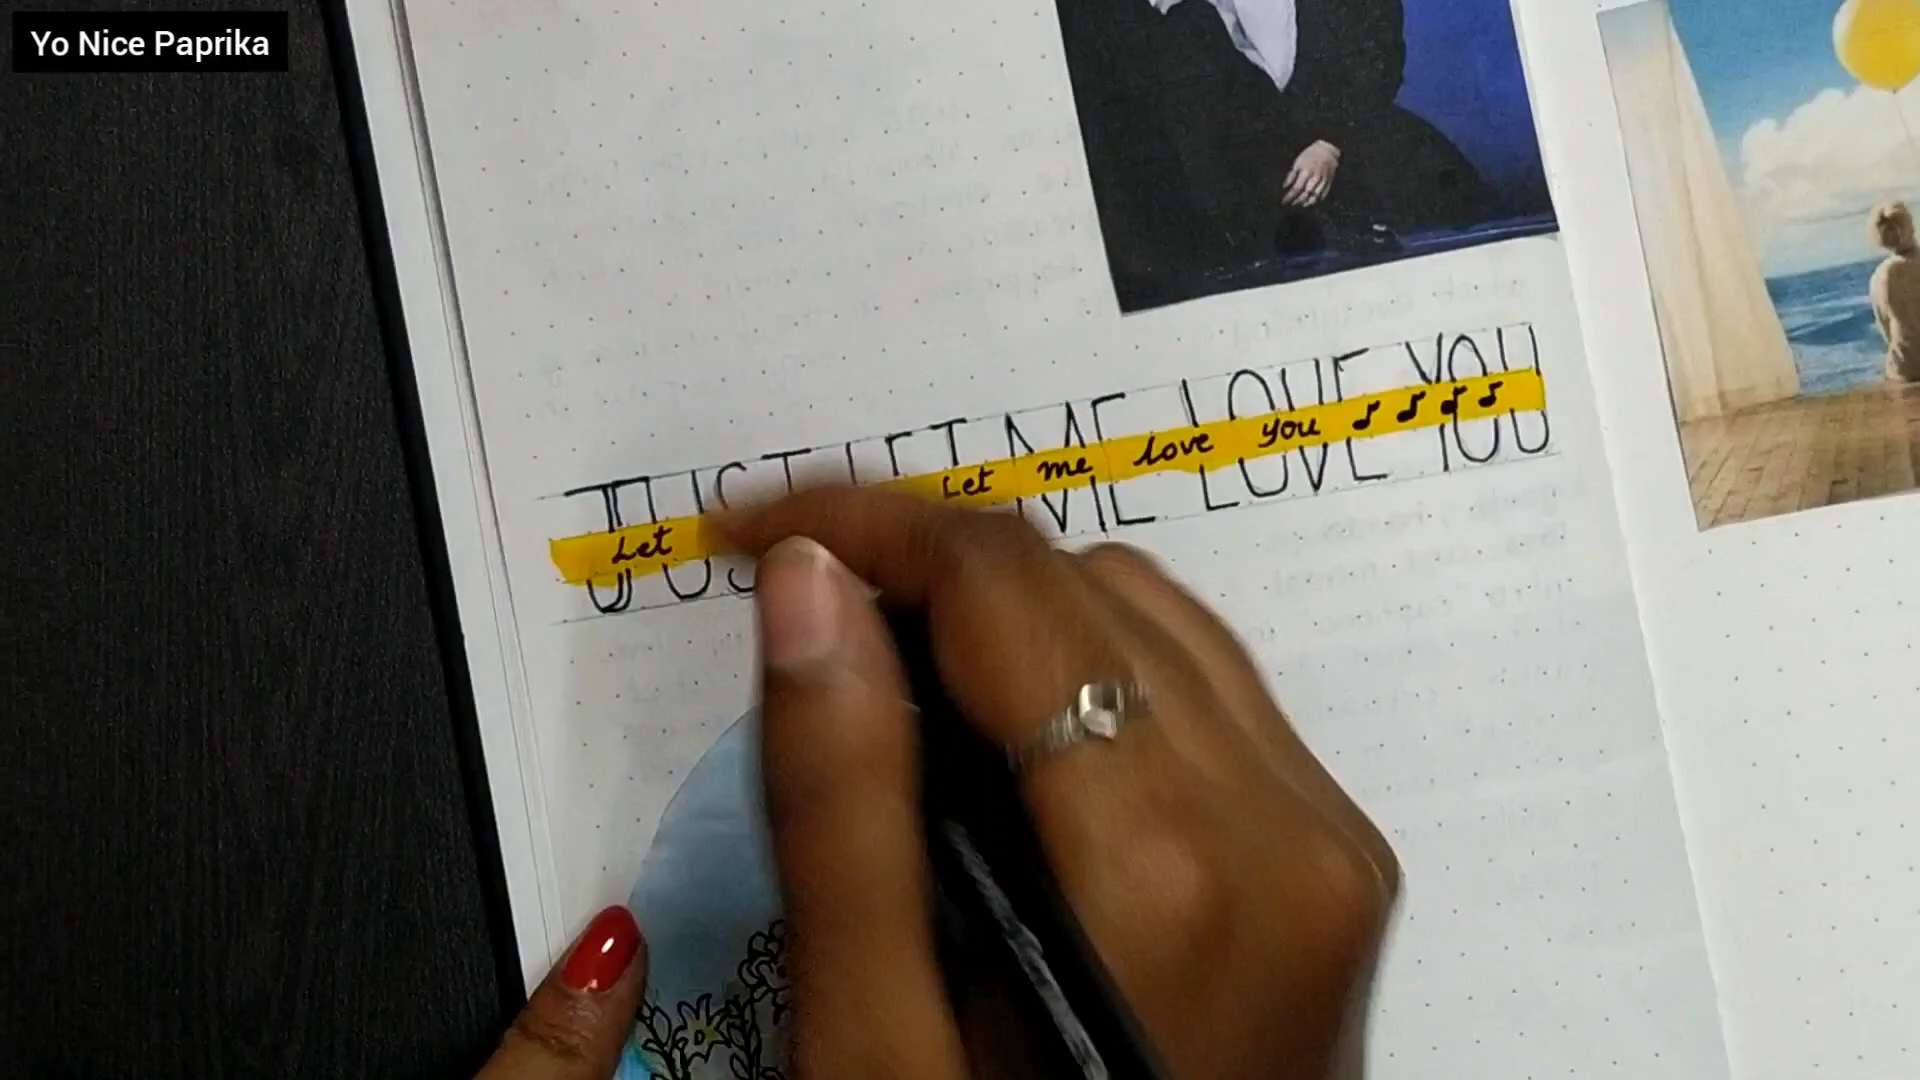 Yo Nice Paprika
JUST LET ME LOVE YOU
Let Let me love you ♪ ♪ ♪ ♪